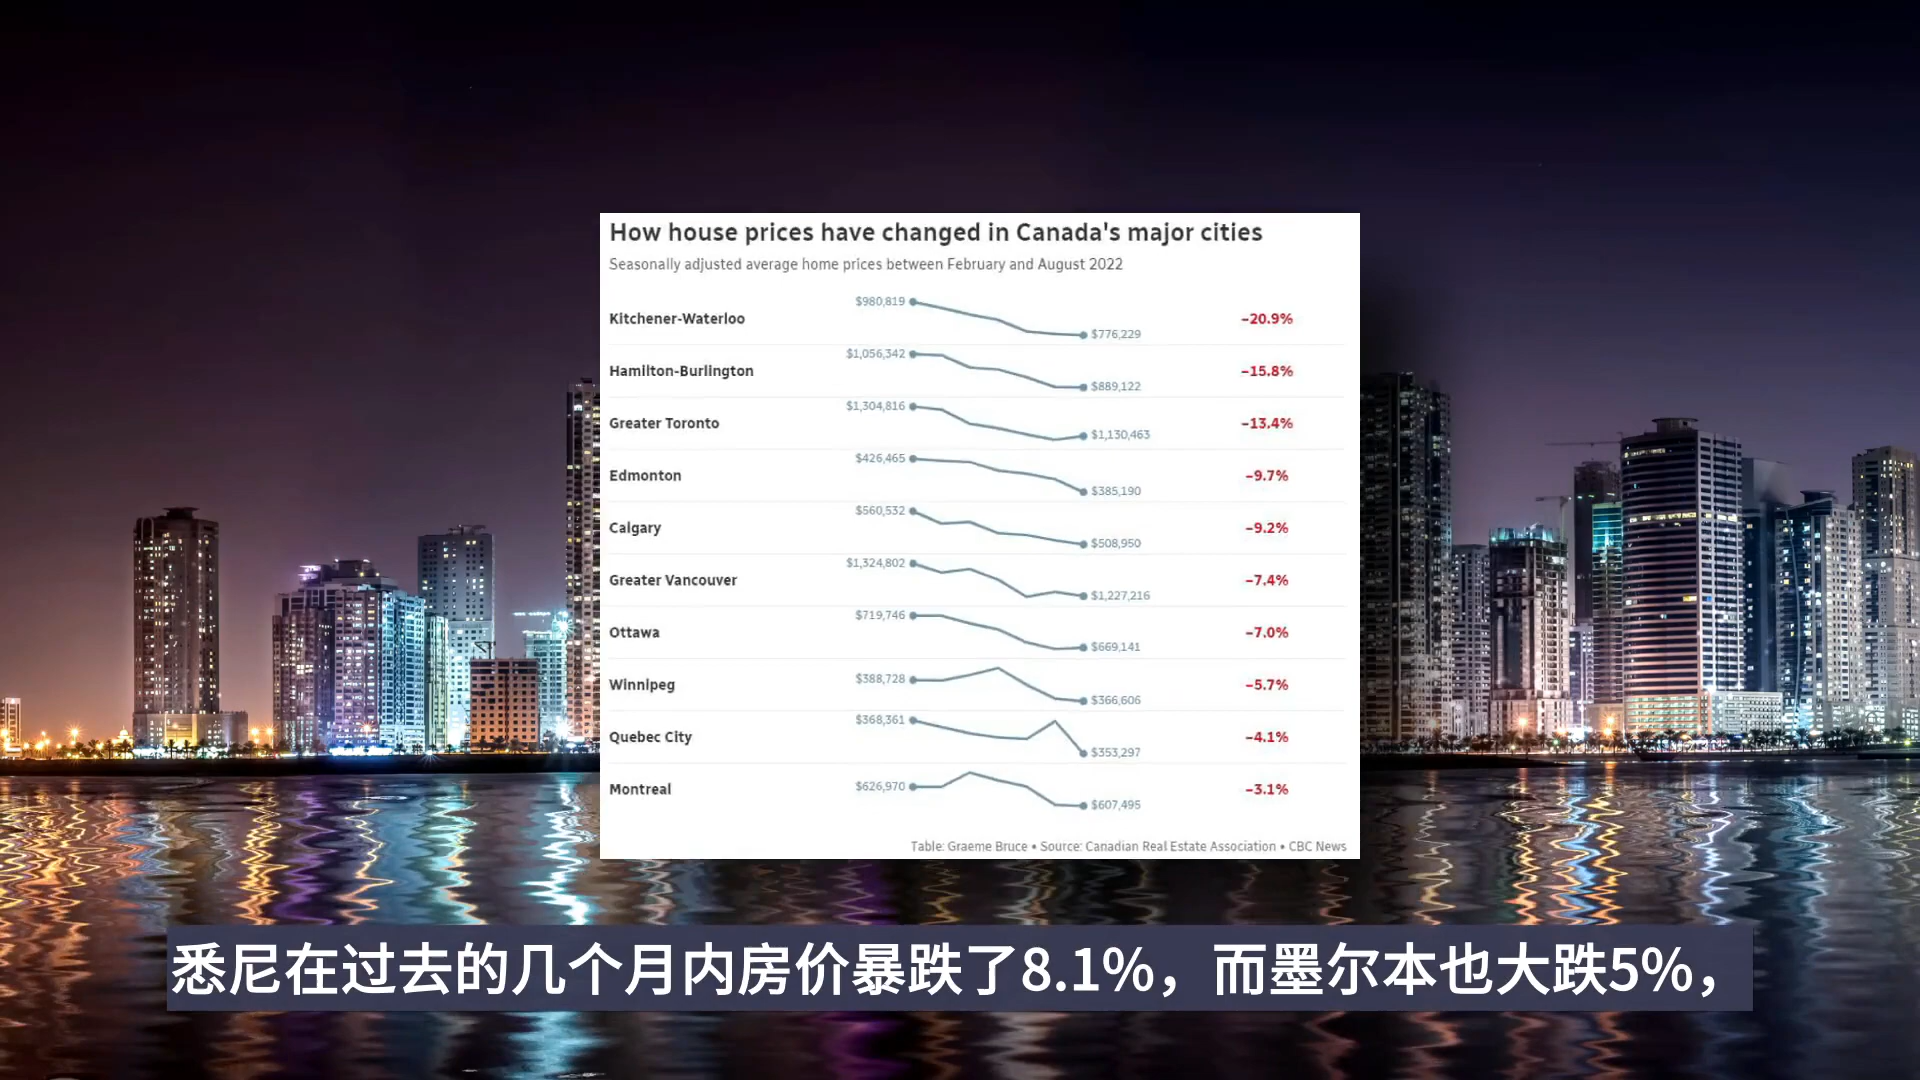 How house prices have changed in Canada's major cities
Seasonally adjusted average home prices between February and August 2022
Kitchener-Waterloo $980,819 $776,229 -20.9%
Hamilton-Burlington $1,056,342 $889,122 -15.8%
Greater Toronto $1,304,816 $1,130,463 -13.4%
Edmonton $426,465 $385,190 -9.7%
Calgary $560,532 $508,950 -9.2%
Greater Vancouver $1,324,802 $1,227,216 -7.4%
Ottawa $719,746 $669,141 -7.0%
Winnipeg $388,728 $366,606 -5.7%
Quebec City $368,361 $353,297 -4.1%
Montreal $626,970 $607,495 -3.1%
Table: Graeme Bruce • Source: Canadian Real Estate Association • CBC News
悉尼在过去的几个月内房价暴跌了8.1%，而墨尔本也大跌5%，